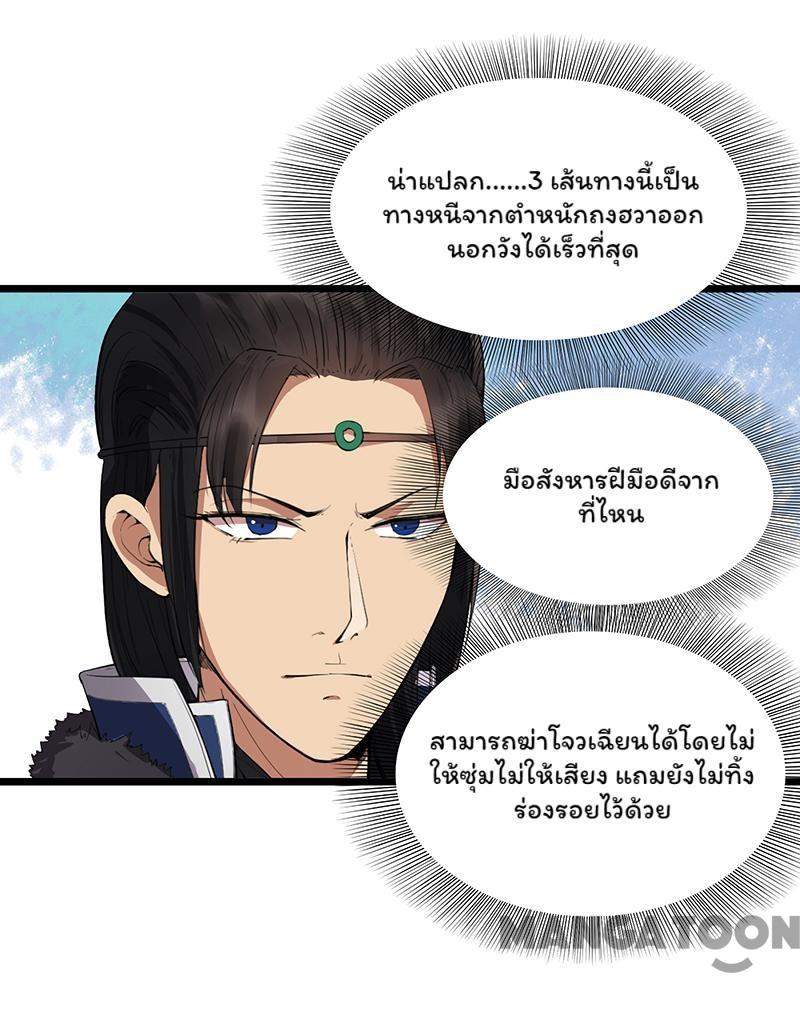 น่าแปลก......3 เส้นทางนี้เป็น
ทางหนีจากตำหนักถงฮวาออก
นอกวังได้เร็วที่สุด
มือสังหารฝีมือดีจาก
ที่ไหน
สามารถฆ่าโจวเฉียนได้โดยไม่
ให้ซุ่มไม่ให้เสียง แถมยังไม่ทิ้ง
ร่องรอยไว้ด้วย
MANGATOON